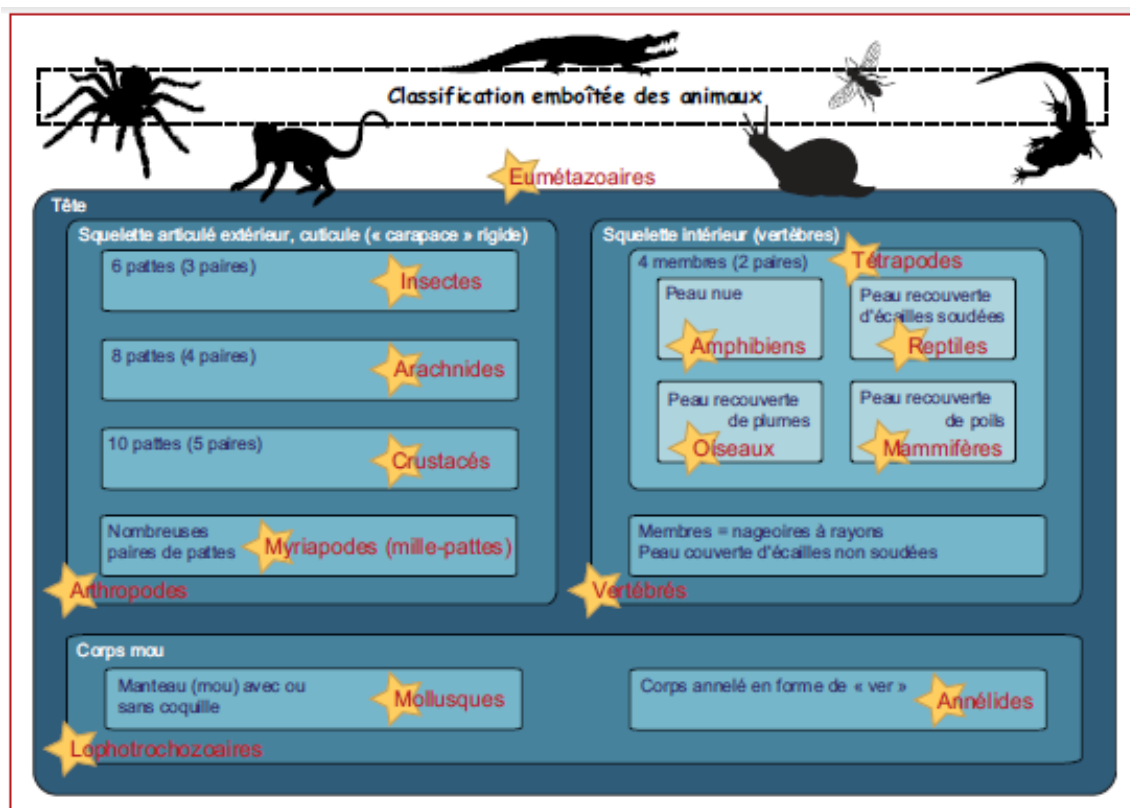 Classification emboîtée des animaux
Eumétazoaires
Tête
Squelette articulé extérieur, cuticule (« carapace » rigide)
6 pattes (3 paires)
Insectes
8 pattes (4 paires)
Arachnides
10 pattes (5 paires)
Crustacés
Nombreuses
paires de pattes
Myriapodes (mille-pattes)
Arthropodes
Squelette intérieur (vertèbres)
4 membres (2 paires)
Tétrapodes
Peau nue
Amphibiens
Peau recouverte
d'écailles soudées
Reptiles
Peau recouverte
de plumes
Oiseaux
Peau recouverte
de poils
Mammifères
Membres = nageoires à rayons
Peau couverte d'écailles non soudées
Vertébrés
Corps mou
Manteau (mou) avec ou
sans coquille
Mollusques
Corps annelé en forme de « ver »
Annélides
Lophotrochozoaires